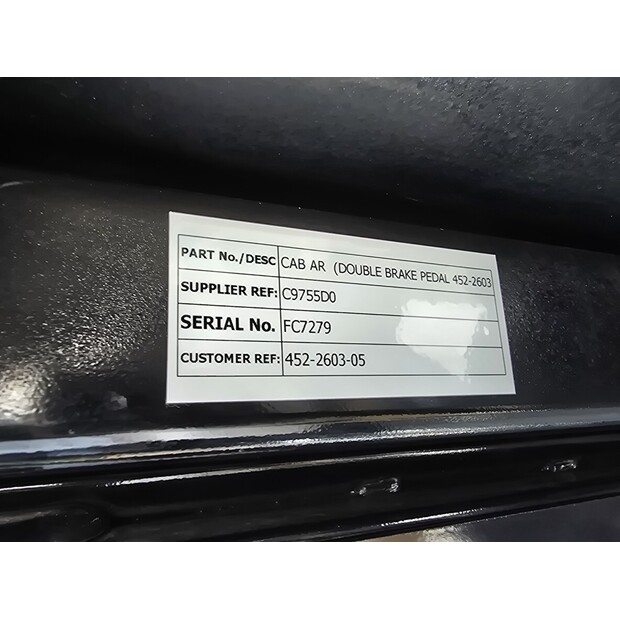 PART No./DESC CAB AR (DOUBLE BRAKE PEDAL 452-2603
SUPPLIER REF: C9755D0
SERIAL No. FC7279
CUSTOMER REF: 452-2603-05